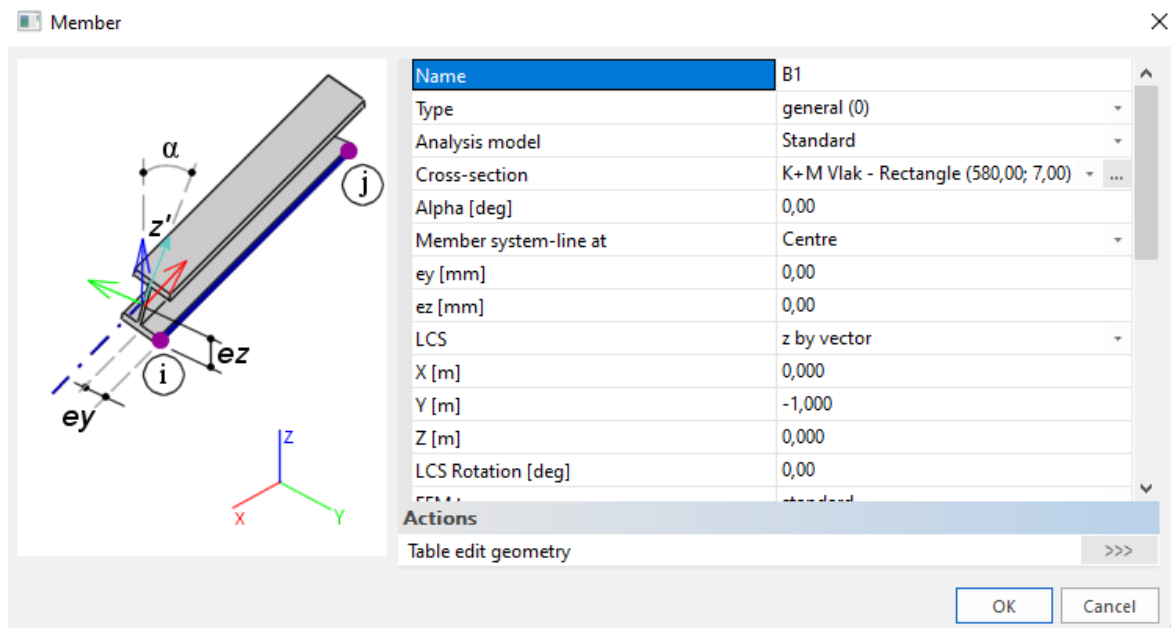 Member
Name B1
Type general (0)
Analysis model Standard
Cross-section K+M Vlak - Rectangle (580,00; 7,00) ...
Alpha [deg] 0,00
Member system-line at Centre
ey [mm] 0,00
ez [mm] 0,00
LCS z by vector
X [m] 0,000
Y [m] -1,000
Z [m] 0,000
LCS Rotation [deg] 0,00
Actions
Table edit geometry >>>
OK Cancel
α
j
z'
ez
i
ey
Z
X
Y